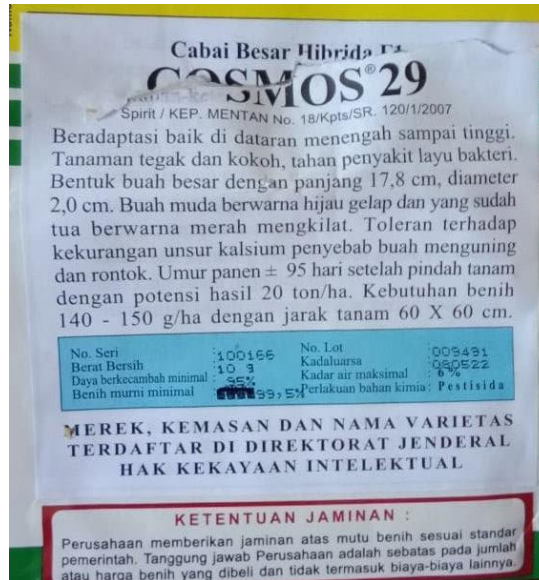 Cabai Besar Hibrida F1
COSMOS® 29
Spirit / KEP. MENTAN No. 18/Kpts/SR. 120/1/2007
Beradaptasi baik di dataran menengah sampai tinggi.
Tanaman tegak dan kokoh, tahan penyakit layu bakteri.
Bentuk buah besar dengan panjang 17,8 cm, diameter
2,0 cm. Buah muda berwarna hijau gelap dan yang sudah
tua berwarna merah mengkilat. Toleran terhadap
kekurangan unsur kalsium penyebab buah menguning
dan rontok. Umur panen ± 95 hari setelah pindah tanam
dengan potensi hasil 20 ton/ha. Kebutuhan benih
140 - 150 g/ha dengan jarak tanam 60 X 60 cm.
No. Seri :100166 No. Lot :009491
Berat Bersih :10 g Kadaluarsa :080522
Daya berkecambah minimal : 95% Kadar air maksimal : 6 %
Benih murni minimal 99,5% Perlakuan bahan kimia : Pestisida
MEREK, KEMASAN DAN NAMA VARIETAS
TERDAFTAR DI DIREKTORAT JENDERAL
HAK KEKAYAAN INTELEKTUAL
KETENTUAN JAMINAN :
Perusahaan memberikan jaminan atas mutu benih sesuai standar
pemerintah. Tanggung jawab Perusahaan adalah sebatas pada jumlah
atau harga benih yang dibeli dan tidak termasuk biaya-biaya lainnya.